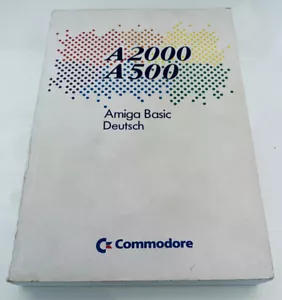 A2000
A500
Amiga Basic
Deutsch
Commodore